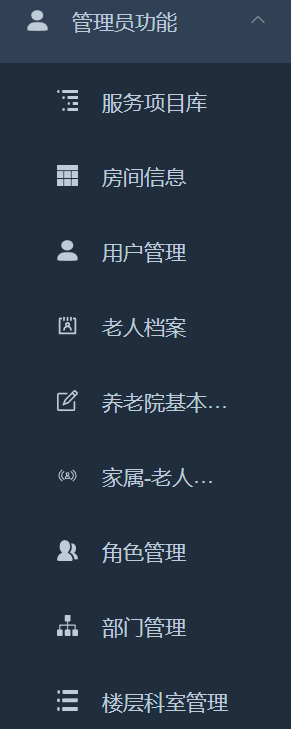 管理员功能
服务项目库
房间信息
用户管理
老人档案
养老院基本...
家属-老人...
角色管理
部门管理
楼层科室管理